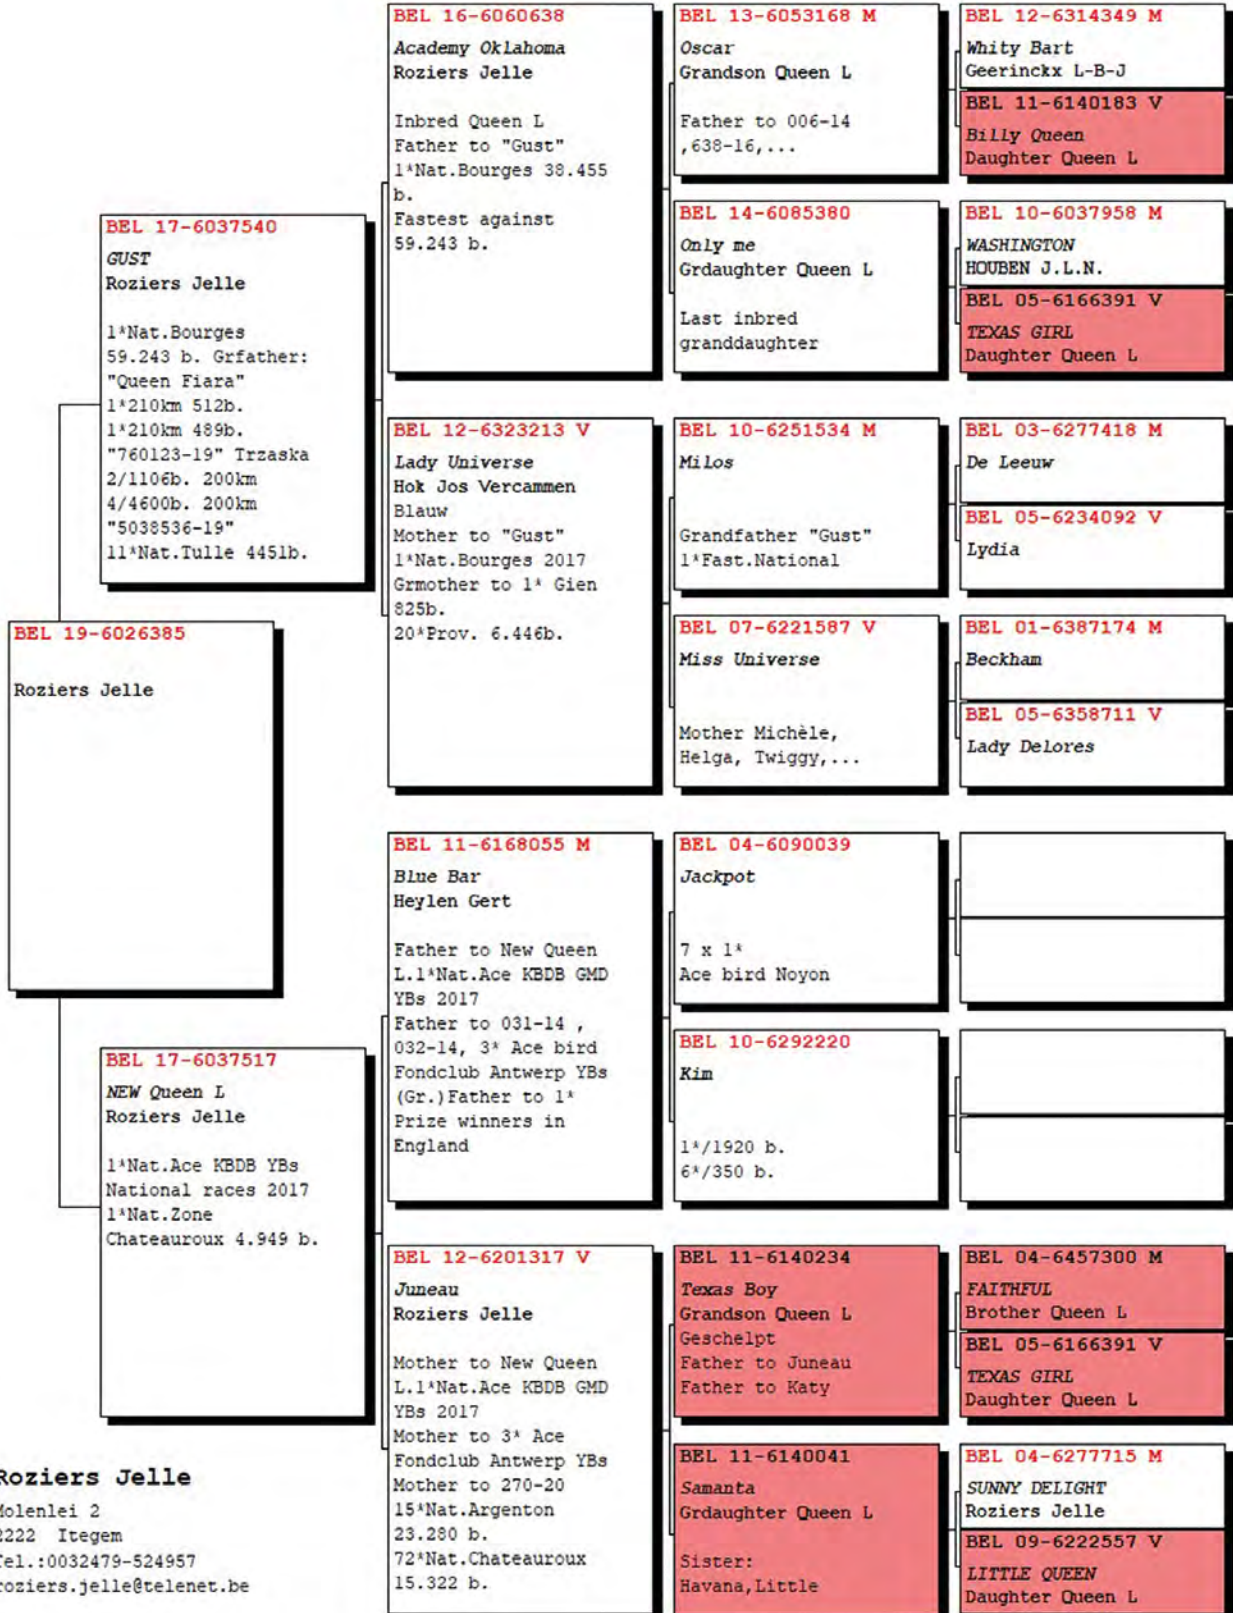 BEL 19-6026385
Roziers Jelle
BEL 17-6037540
GUST
Roziers Jelle
1*Nat.Bourges
59.243 b. Grfather:
"Queen Fiara"
1*210km 512b.
1*210km 489b.
"760123-19" Trzaska
2/1106b. 200km
4/4600b. 200km
"5038536-19"
11*Nat.Tulle 4451b.
BEL 17-6037517
NEW Queen L
Roziers Jelle
1*Nat.Ace KBDB YBs
National races 2017
1*Nat.Zone
Chateauroux 4.949 b.
BEL 16-6060638
Academy Oklahoma
Roziers Jelle
Inbred Queen L
Father to "Gust"
1*Nat.Bourges 38.455
b.
Fastest against
59.243 b.
BEL 12-6323213 V
Lady Universe
Hok Jos Vercammen
Blauw
Mother to "Gust"
1*Nat.Bourges 2017
Grmother to 1* Gien
825b.
20*Prov. 6.446b.
BEL 11-6168055 M
Blue Bar
Heylen Gert
Father to New Queen
L.1*Nat.Ace KBDB GMD
YBs 2017
Father to 031-14 ,
032-14, 3* Ace bird
Fondclub Antwerp YBs
(Gr.)Father to 1*
Prize winners in
England
BEL 12-6201317 V
Juneau
Roziers Jelle
Mother to New Queen
L.1*Nat.Ace KBDB GMD
YBs 2017
Mother to 3* Ace
Fondclub Antwerp YBs
Mother to 270-20
15*Nat.Argenton
23.280 b.
72*Nat.Chateauroux
15.322 b.
BEL 13-6053168 M
Oscar
Grandson Queen L
Father to 006-14
,638-16,...
BEL 14-6085380
Only me
Grdaughter Queen L
Last inbred
granddaughter
BEL 10-6251534 M
Milos
Grandfather "Gust"
1*Fast.National
BEL 07-6221587 V
Miss Universe
Mother Michèle,
Helga, Twiggy,...
BEL 04-6090039
Jackpot
7 x 1*
Ace bird Noyon
BEL 10-6292220
Kim
1*/1920 b.
6*/350 b.
BEL 11-6140234
Texas Boy
Grandson Queen L
Geschelpt
Father to Juneau
Father to Katy
BEL 11-6140041
Samanta
Grdaughter Queen L
Sister:
Havana,Little
BEL 12-6314349 M
Whity Bart
Geerinckx L-B-J
BEL 11-6140183 V
Billy Queen
Daughter Queen L
BEL 10-6037958 M
WASHINGTON
HOUBEN J.L.N.
BEL 05-6166391 V
TEXAS GIRL
Daughter Queen L
BEL 03-6277418 M
De Leeuw
BEL 05-6234092 V
Lydia
BEL 01-6387174 M
Beckham
BEL 05-6358711 V
Lady Delores
BEL 04-6457300 M
FAITHFUL
Brother Queen L
BEL 05-6166391 V
TEXAS GIRL
Daughter Queen L
BEL 04-6277715 M
SUNNY DELIGHT
Roziers Jelle
BEL 09-6222557 V
LITTLE QUEEN
Daughter Queen L
Roziers Jelle
Molenlei 2
2222 Itegem
Tel.:0032479-524957
roziers.jelle@telenet.be